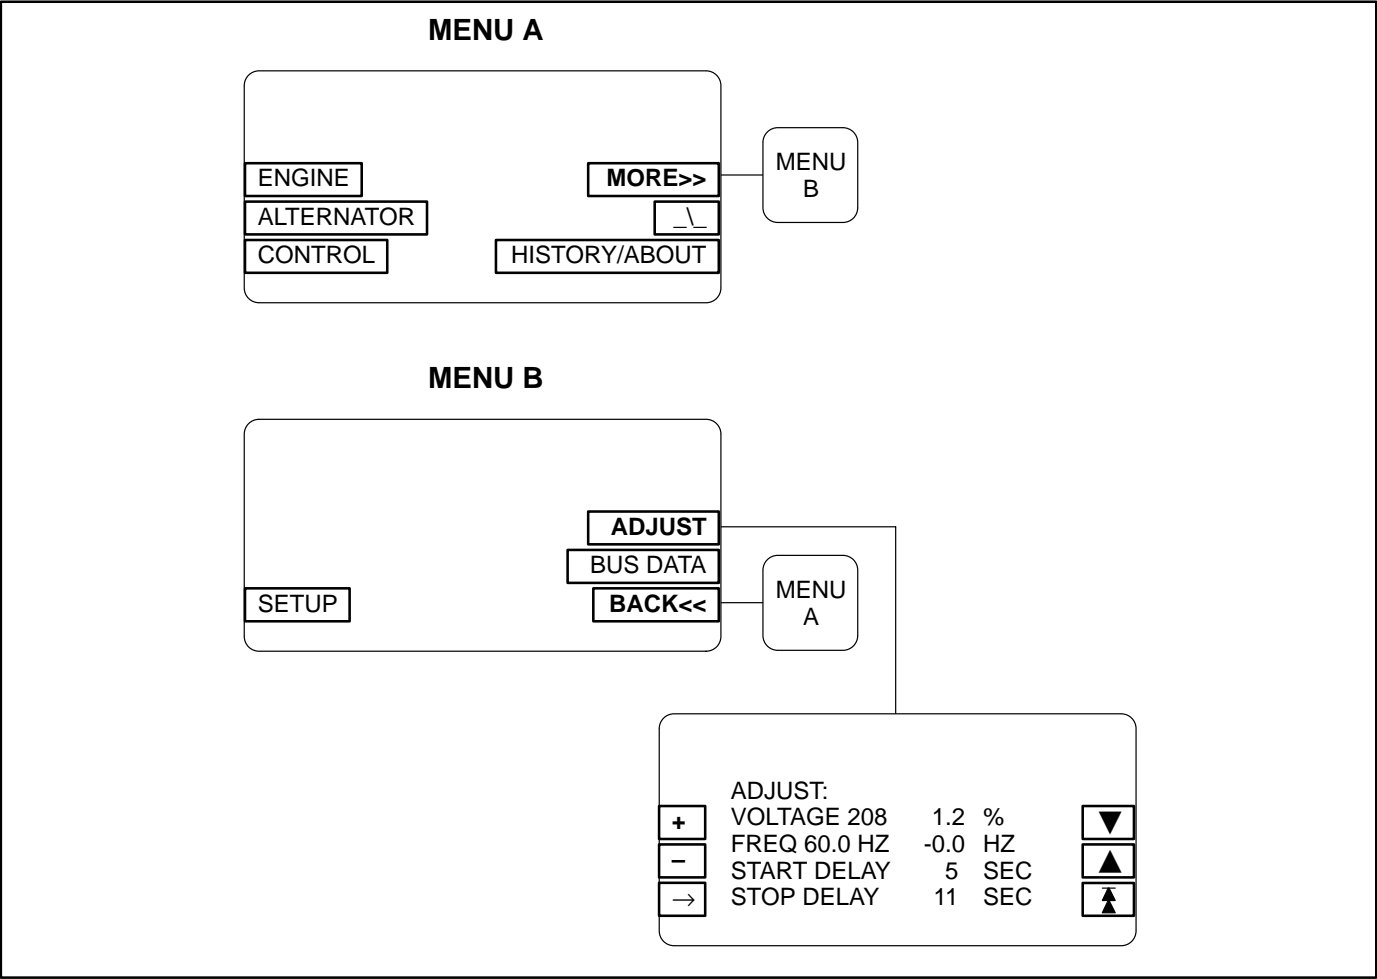 MENU A
ENGINE
MORE>>
MENU
B
ALTERNATOR
_\_
CONTROL
HISTORY/ABOUT
MENU B
ADJUST
BUS DATA
SETUP
BACK<<
MENU
A
ADJUST:
+ VOLTAGE 208 1.2 % ▼
– FREQ 60.0 HZ -0.0 HZ ▲
START DELAY 5 SEC
→ STOP DELAY 11 SEC